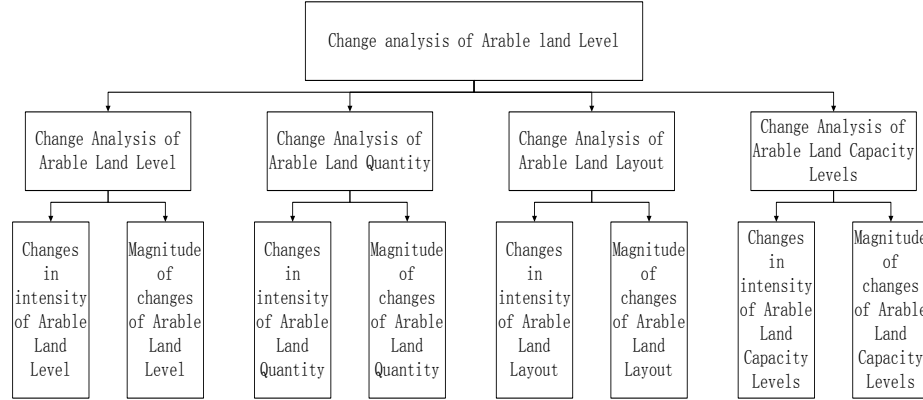 Change analysis of Arable land Level
Change Analysis of
Arable Land Level
Change Analysis of
Arable Land Quantity
Change Analysis of
Arable Land Layout
Change Analysis of
Arable Land Capacity
Levels
Changes
in
intensity
of Arable
Land
Level
Magnitude
of
changes
of Arable
Land
Level
Changes
in
intensity
of Arable
Land
Quantity
Magnitude
of
changes
of Arable
Land
Quantity
Changes
in
intensity
of Arable
Land
Layout
Magnitude
of
changes
of Arable
Land
Layout
Changes
in
intensity
of Arable
Land
Capacity
Levels
Magnitude
of
changes
of Arable
Land
Capacity
Levels